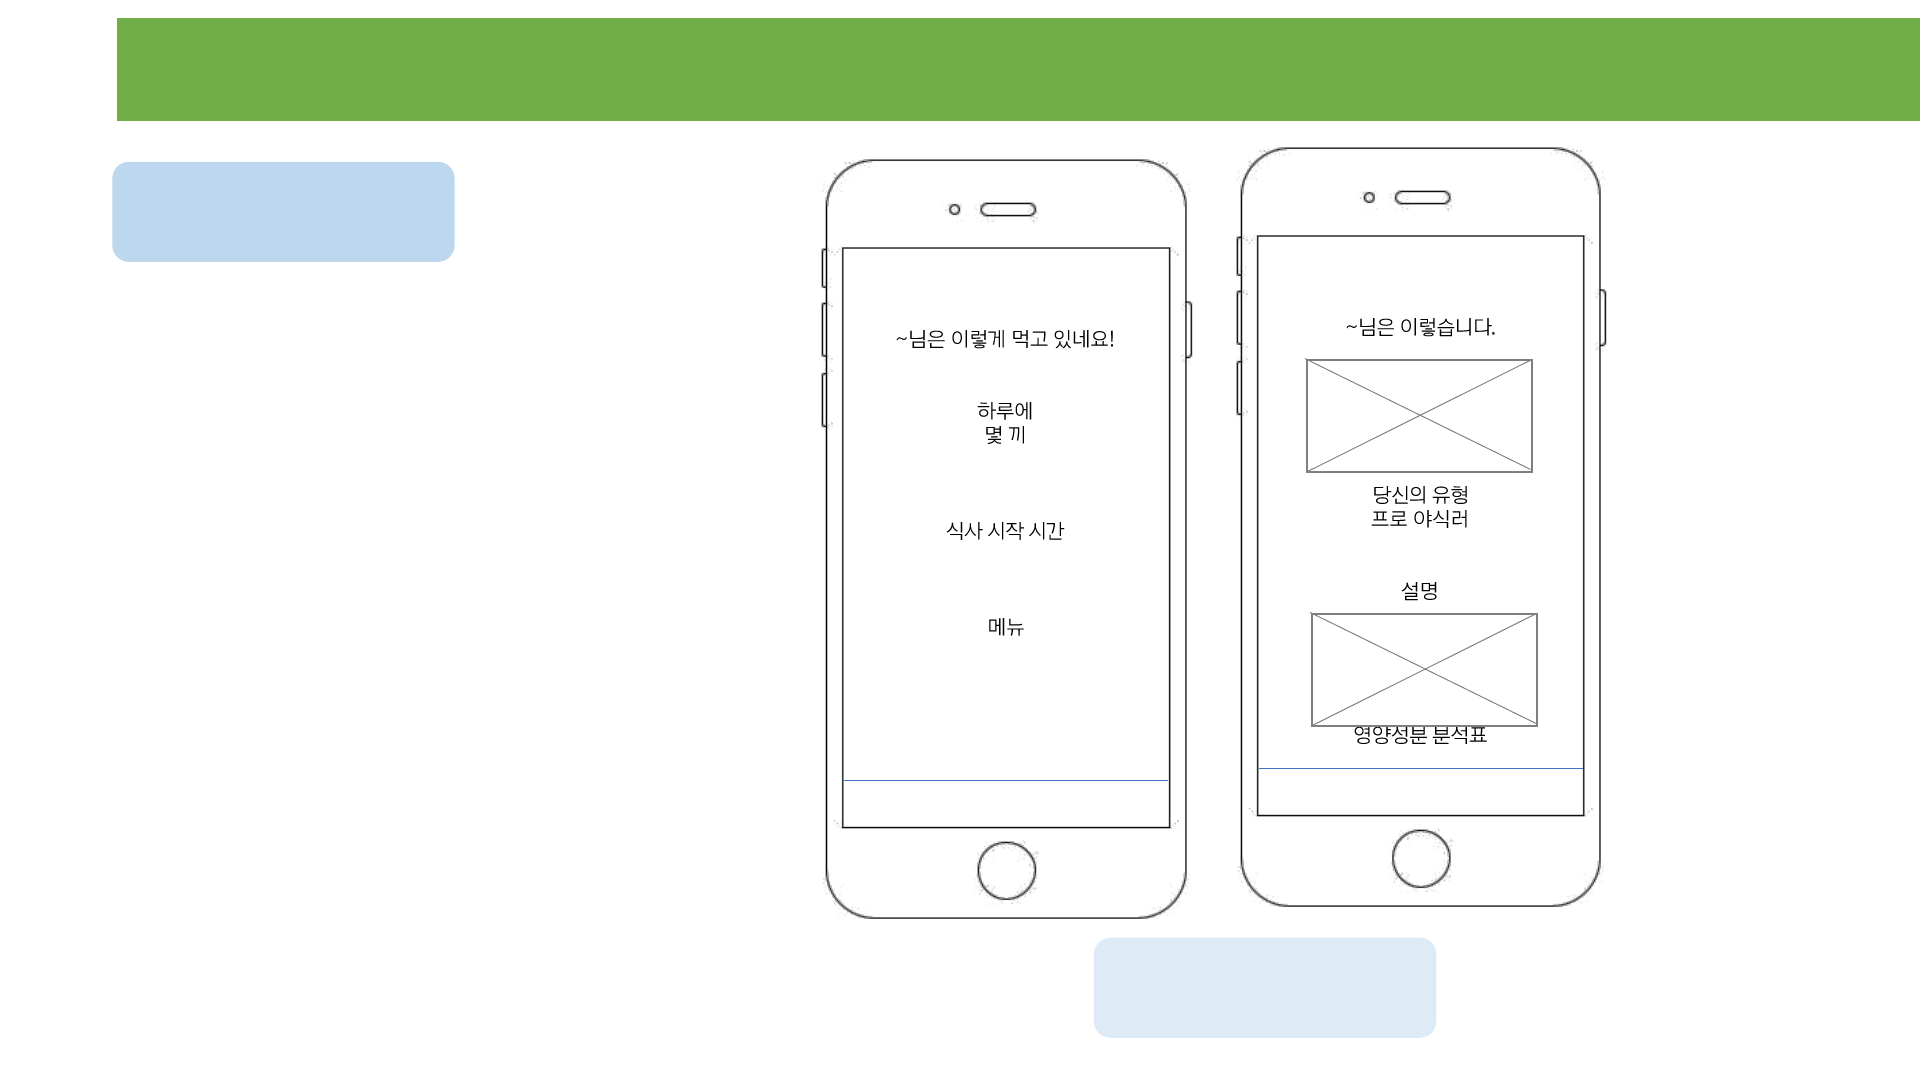 ~님은 이렇게 먹고 있네요!
하루에
몇 끼
식사 시작 시간
메뉴
~님은 이렇습니다.
당신의 유형
프로 야식러
설명
영양성분 분석표